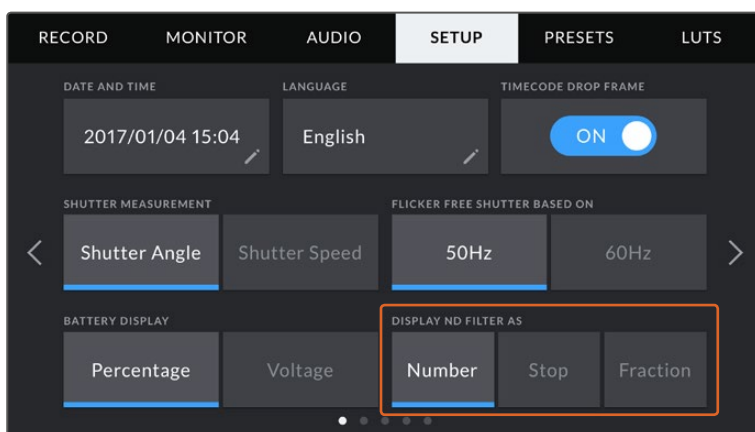 RECORD MONITOR AUDIO SETUP PRESETS LUTS
DATE AND TIME LANGUAGE TIMECODE DROP FRAME
2017/01/04 15:04 English ON
SHUTTER MEASUREMENT FLICKER FREE SHUTTER BASED ON
Shutter Angle Shutter Speed 50Hz 60Hz
BATTERY DISPLAY DISPLAY ND FILTER AS
Percentage Voltage Number Stop Fraction